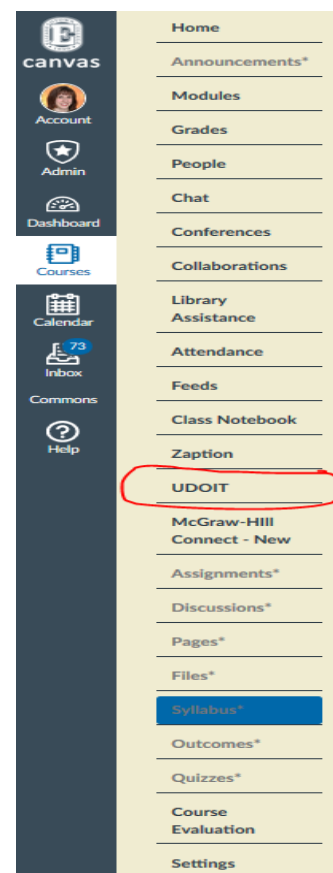 E
canvas
Account
Admin
Dashboard
Courses
Calendar
73
Inbox
Commons
Help
Home
Announcements*
Modules
Grades
People
Chat
Conferences
Collaborations
Library
Assistance
Attendance
Feeds
Class Notebook
Zaption
UDOIT
McGraw-HIll
Connect - New
Assignments*
Discussions*
Pages*
Files*
Syllabus*
Outcomes*
Quizzes*
Course
Evaluation
Settings